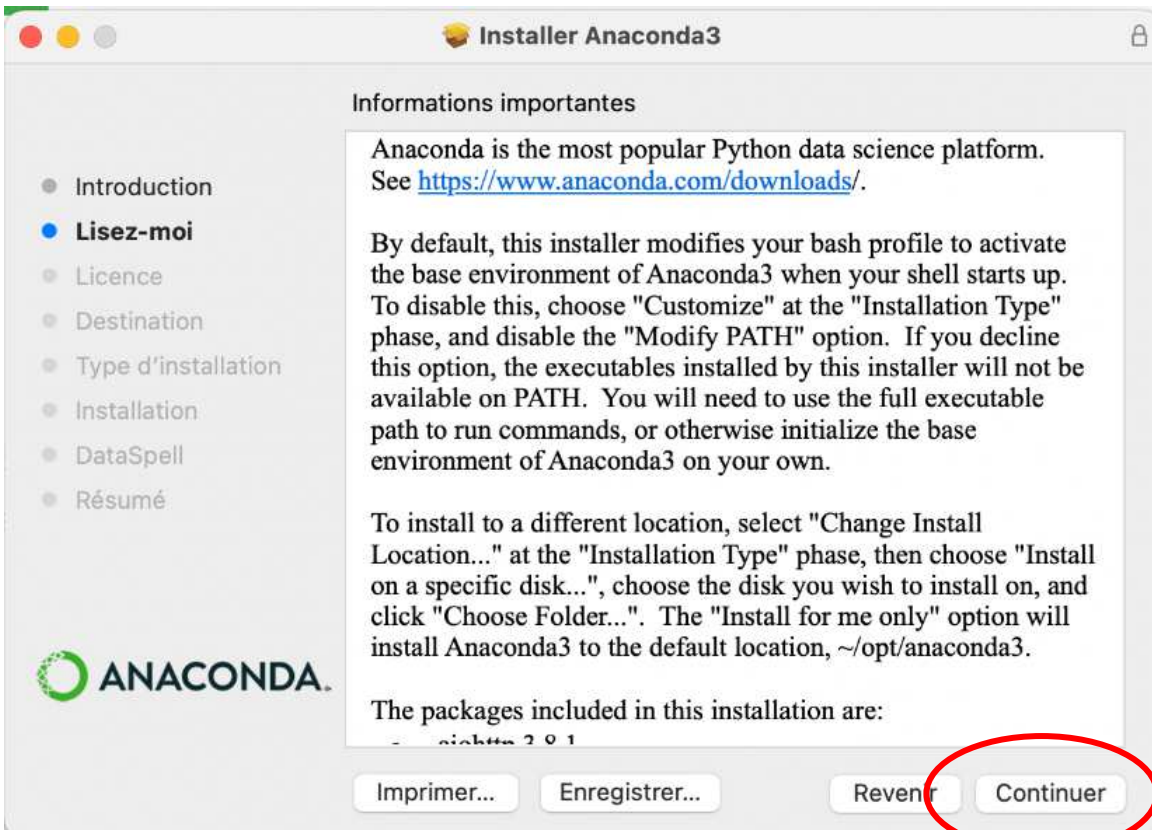 Installer Anaconda3
Informations importantes
Introduction
Lisez-moi
Licence
Destination
Type d'installation
Installation
DataSpell
Résumé
ANACONDA.
Anaconda is the most popular Python data science platform.
See https://www.anaconda.com/downloads/.
By default, this installer modifies your bash profile to activate
the base environment of Anaconda3 when your shell starts up.
To disable this, choose "Customize" at the "Installation Type"
phase, and disable the "Modify PATH" option.  If you decline
this option, the executables installed by this installer will not be
available on PATH.  You will need to use the full executable
path to run commands, or otherwise initialize the base
environment of Anaconda3 on your own.
To install to a different location, select "Change Install
Location..." at the "Installation Type" phase, then choose "Install
on a specific disk...", choose the disk you wish to install on, and
click "Choose Folder...".  The "Install for me only" option will
install Anaconda3 to the default location, ~/opt/anaconda3.
The packages included in this installation are:
- aiohttp 3.8.1
Imprimer... Enregistrer... Revenir Continuer